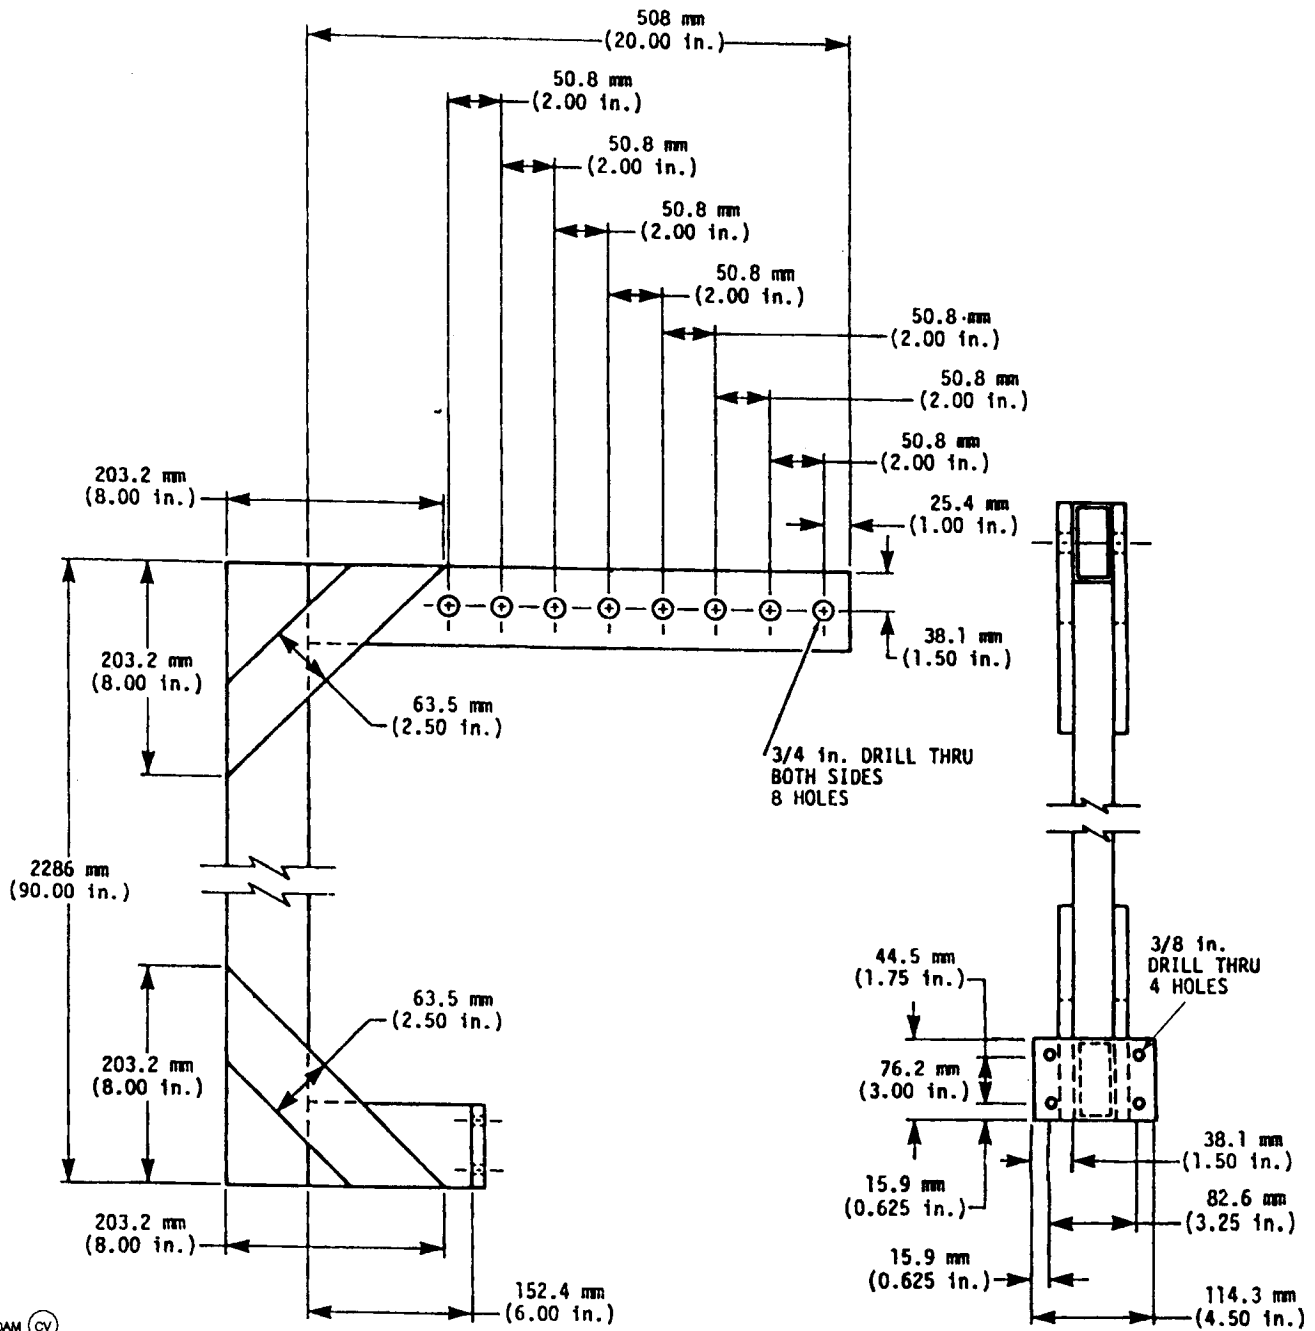 508 mm
(20.00 in.)
50.8 mm
(2.00 in.)
50.8 mm
(2.00 in.)
50.8 mm
(2.00 in.)
50.8 mm
(2.00 in.)
50.8 mm
(2.00 in.)
50.8 mm
(2.00 in.)
50.8 mm
(2.00 in.)
203.2 mm
(8.00 in.)
25.4 mm
(1.00 in.)
203.2 mm
(8.00 in.)
38.1 mm
(1.50 in.)
63.5 mm
(2.50 in.)
3/4 in. DRILL THRU
BOTH SIDES
8 HOLES
2286 mm
(90.00 in.)
44.5 mm
(1.75 in.)
3/8 in.
DRILL THRU
4 HOLES
63.5 mm
(2.50 in.)
203.2 mm
(8.00 in.)
76.2 mm
(3.00 in.)
38.1 mm
(1.50 in.)
15.9 mm
(0.625 in.)
82.6 mm
(3.25 in.)
203.2 mm
(8.00 in.)
15.9 mm
(0.625 in.)
152.4 mm
(6.00 in.)
114.3 mm
(4.50 in.)
CV